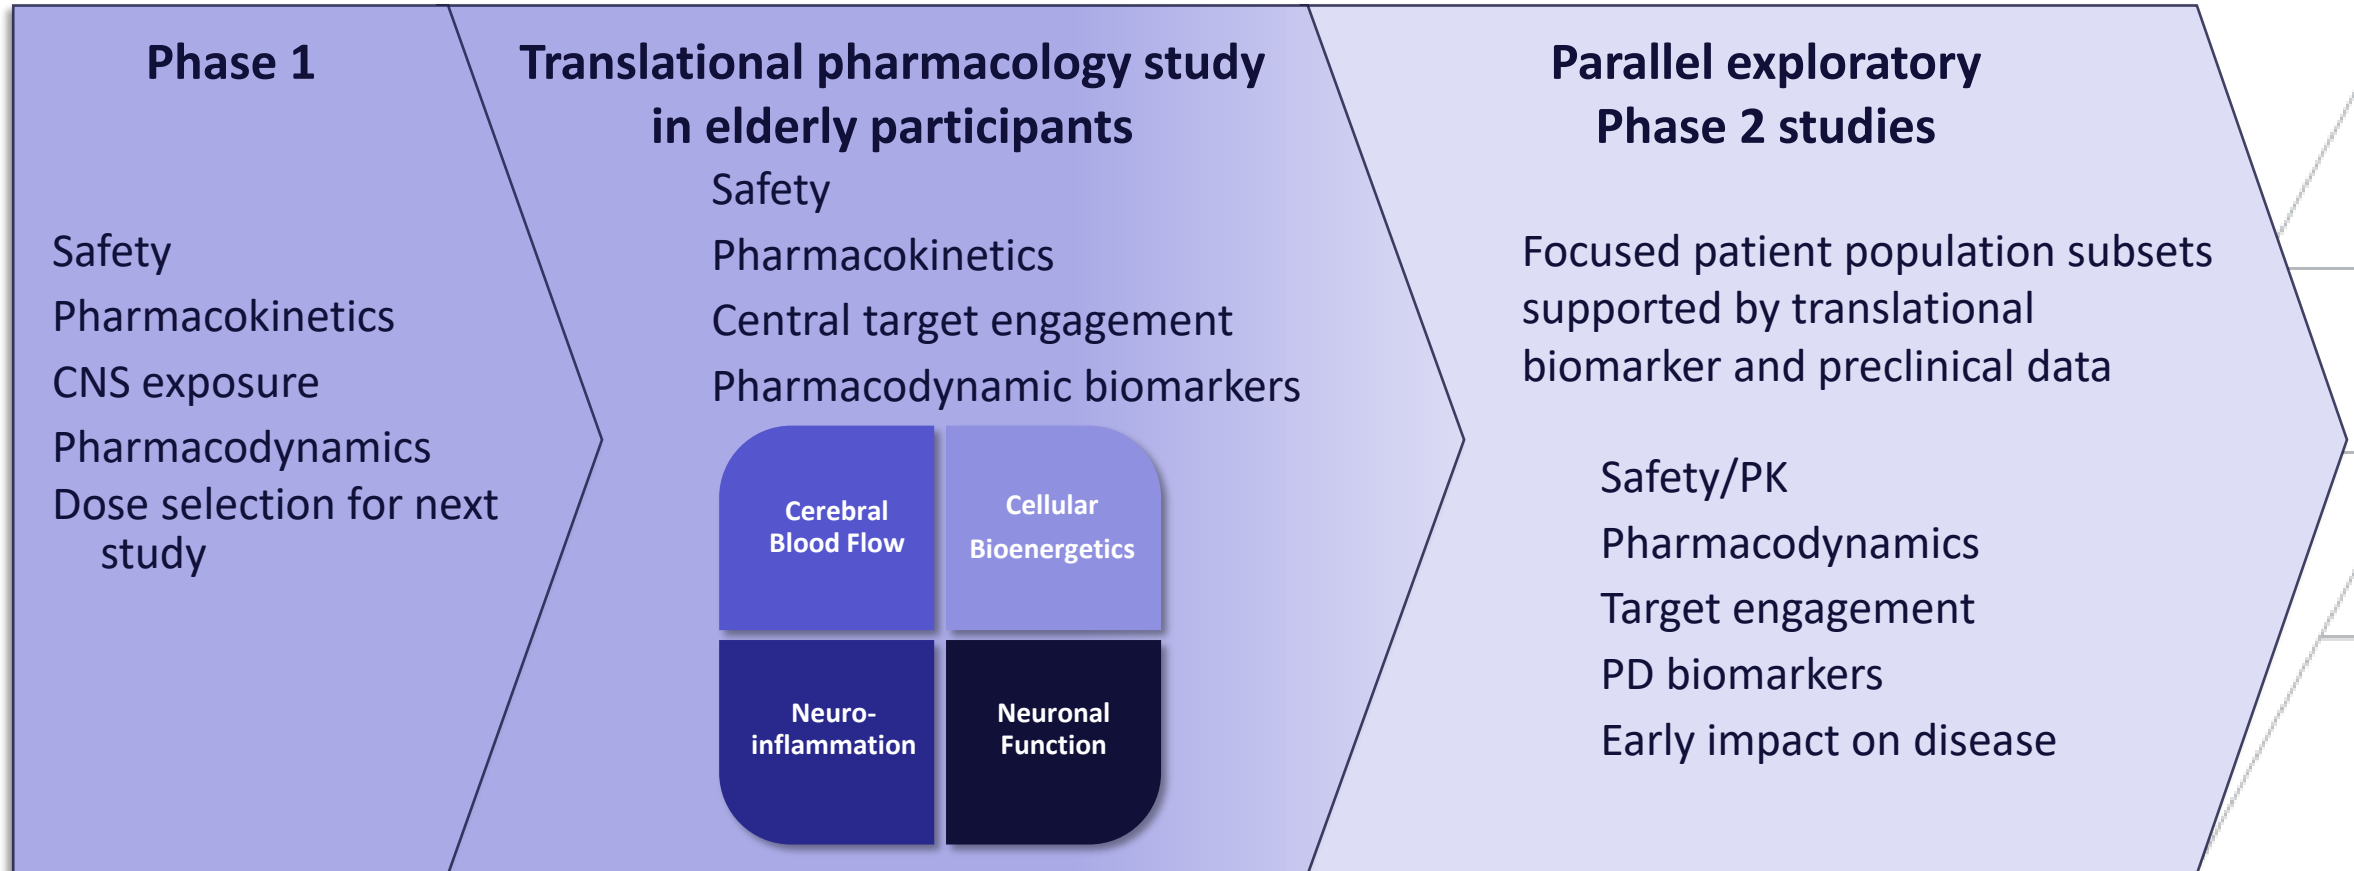 Phase 1
Safety
Pharmacokinetics
CNS exposure
Pharmacodynamics
Dose selection for next
study
Translational pharmacology study
in elderly participants
Safety
Pharmacokinetics
Central target engagement
Pharmacodynamic biomarkers
Cerebral
Blood Flow
Cellular
Bioenergetics
Neuro-
inflammation
Neuronal
Function
Parallel exploratory
Phase 2 studies
Focused patient population subsets
supported by translational
biomarker and preclinical data
Safety/PK
Pharmacodynamics
Target engagement
PD biomarkers
Early impact on disease